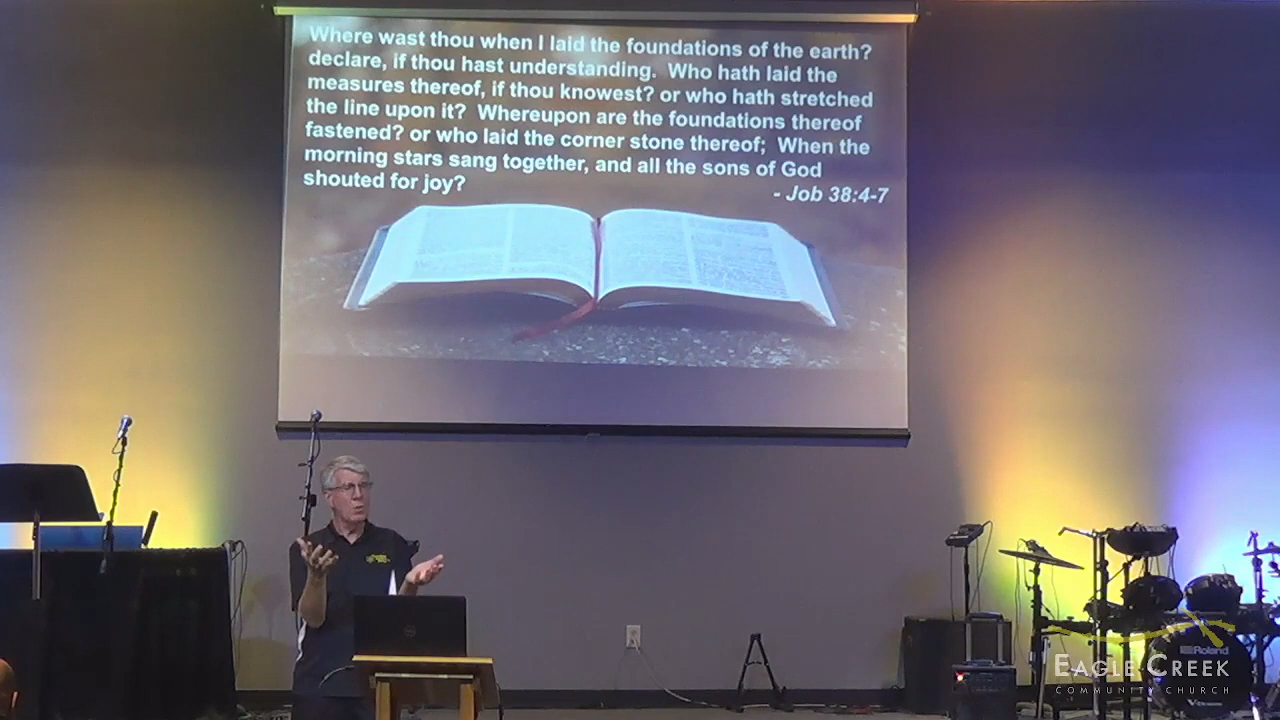 Where wast thou when I laid the foundations of the earth?
declare, if thou hast understanding.  Who hath laid the
measures thereof, if thou knowest? or who hath stretched
the line upon it?  Whereupon are the foundations thereof
fastened? or who laid the corner stone thereof;  When the
morning stars sang together, and all the sons of God
shouted for joy?
- Job 38:4-7
Roland
EAGLE CREEK
COMMUNITY CHURCH